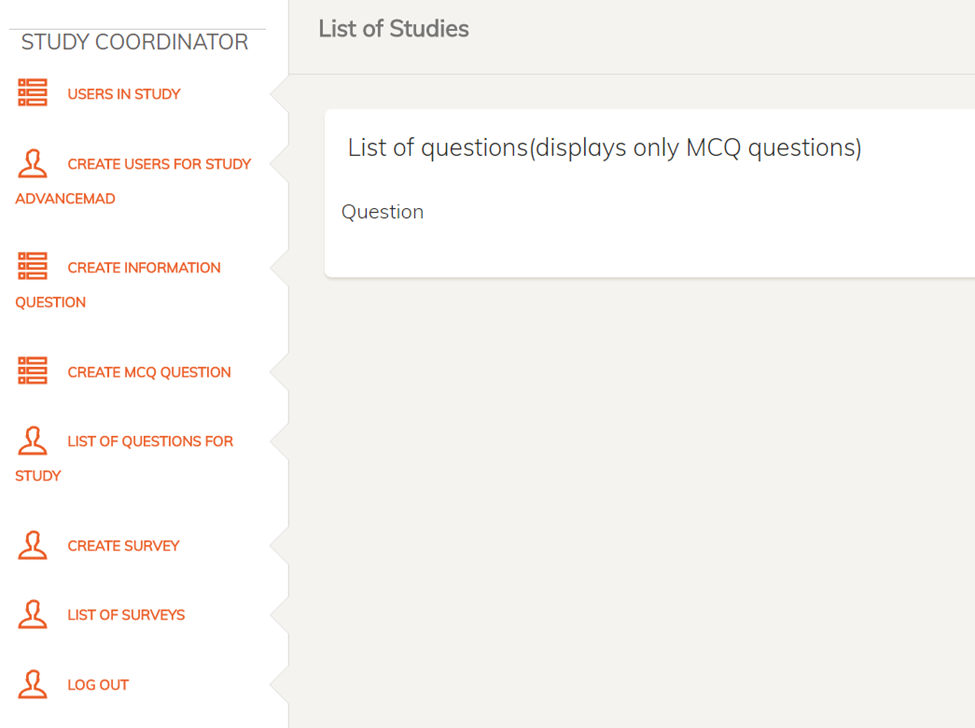 STUDY COORDINATOR
USERS IN STUDY
CREATE USERS FOR STUDY
ADVANCEMAD
CREATE INFORMATION
QUESTION
CREATE MCQ QUESTION
LIST OF QUESTIONS FOR
STUDY
CREATE SURVEY
LIST OF SURVEYS
LOG OUT
List of Studies
List of questions(displays only MCQ questions)
Question